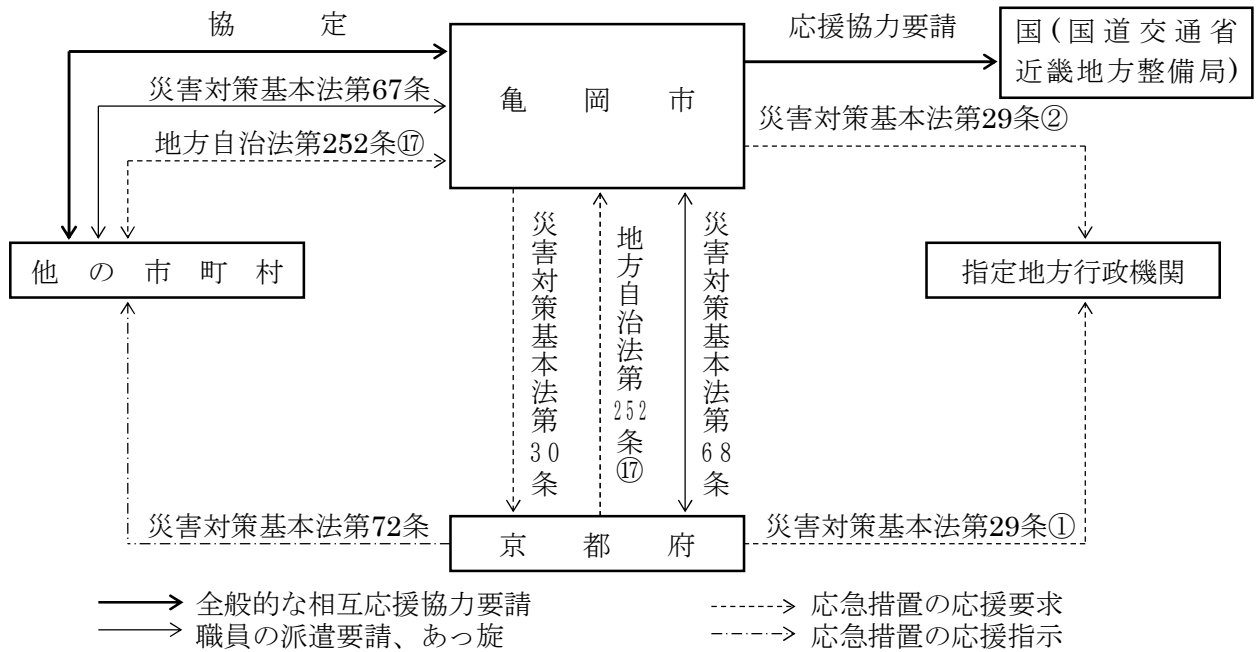 協定
応援協力要請
国(国道交通省
近畿地方整備局)
災害対策基本法第67条
亀岡市
災害対策基本法第29条②
地方自治法第252条⑰
災害対策基本法第30条
地方自治法第252条⑰
災害対策基本法第68条
他の市町村
指定地方行政機関
災害対策基本法第72条
京都府
災害対策基本法第29条①
全般的な相互応援協力要請
応急措置の応援要求
職員の派遣要請、あっ旋
応急措置の応援指示